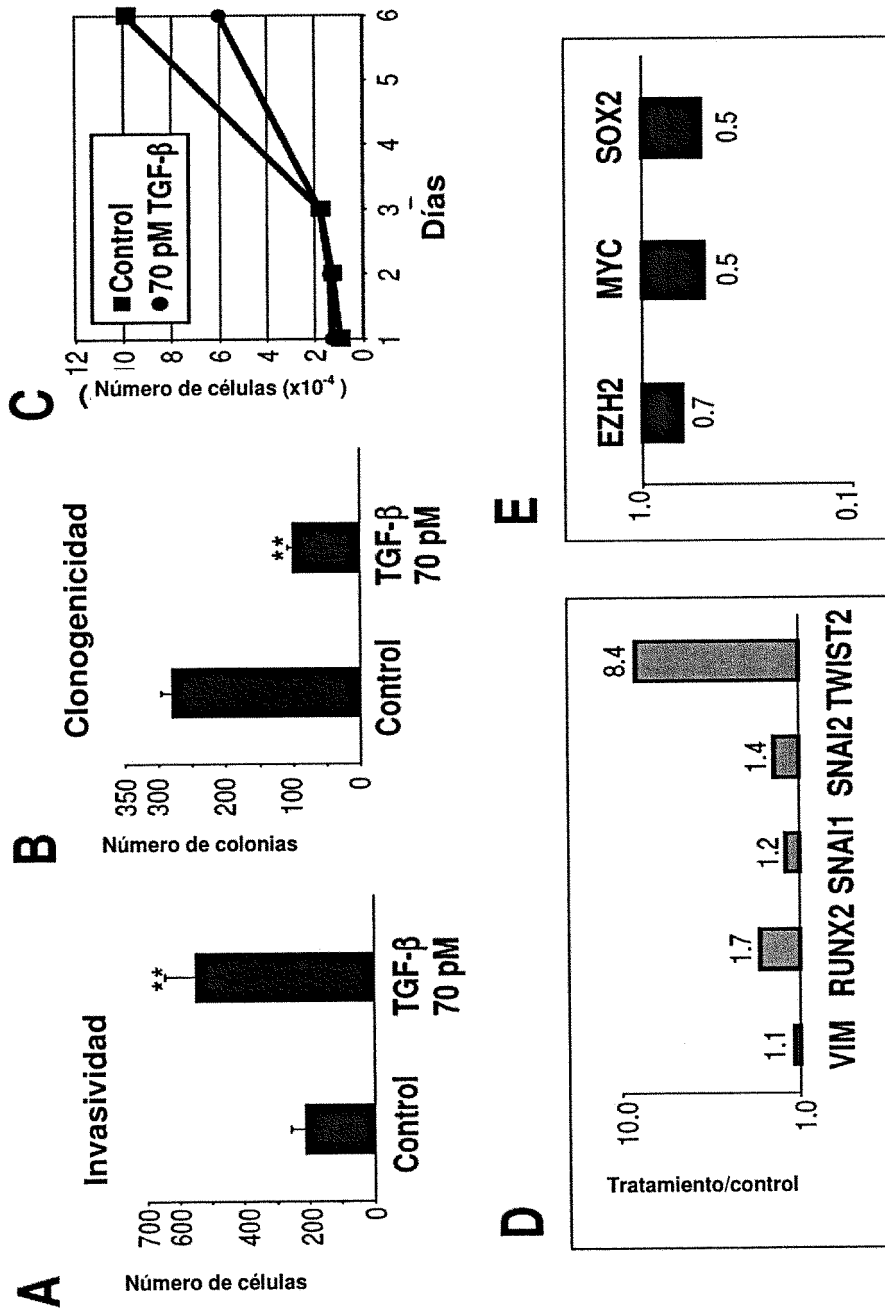 A
Invasividad
Número de células
700
600
400
200
0
Control
TGF-β
70 pM
**
B
Clonogenicidad
Número de colonias
350
300
200
100
0
Control
TGF-β
70 pM
**
C
( Número de células (x10⁻⁴ )
12
10
8
6
4
2
0
Control
70 pM TGF-β
1 2 3 4 5 6
Días
D
Tratamiento/control
10.0
1.0
1.1
1.7
1.2
1.4
8.4
VIM RUNX2 SNAI1 SNAI2 TWIST2
E
1.0
0.1
EZH2 MYC SOX2
0.7
0.5
0.5